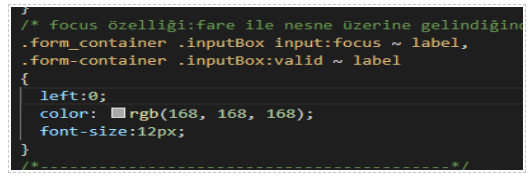 }
/* focus özelliği:fare ile nesne üzerine gelindiğind
.form_container .inputBox input:focus ~ label,
.form-container .inputBox:valid ~ label
{
left:0;
color: rgb(168, 168, 168);
font-size:12px;
}
/*-----------------------------------------*/